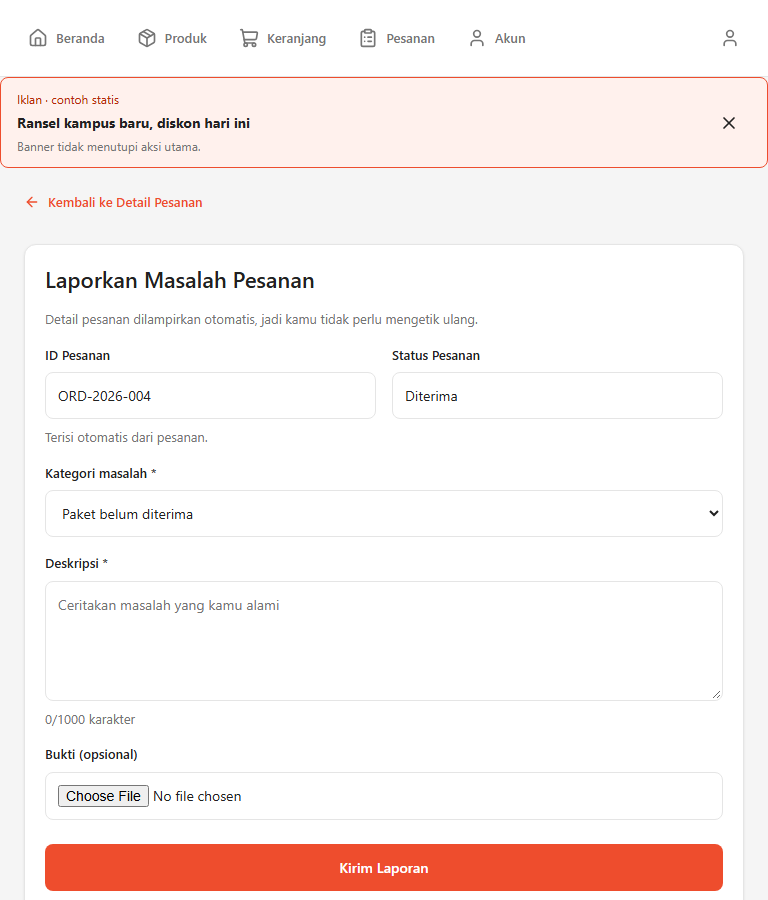 Beranda
Produk
Keranjang
Pesanan
Akun
Iklan · contoh statis
Ransel kampus baru, diskon hari ini
Banner tidak menutupi aksi utama.
Kembali ke Detail Pesanan
Laporkan Masalah Pesanan
Detail pesanan dilampirkan otomatis, jadi kamu tidak perlu mengetik ulang.
ID Pesanan
Status Pesanan
ORD-2026-004
Diterima
Terisi otomatis dari pesanan.
Kategori masalah *
Paket belum diterima
Deskripsi *
Ceritakan masalah yang kamu alami
0/1000 karakter
Bukti (opsional)
Choose File No file chosen
Kirim Laporan